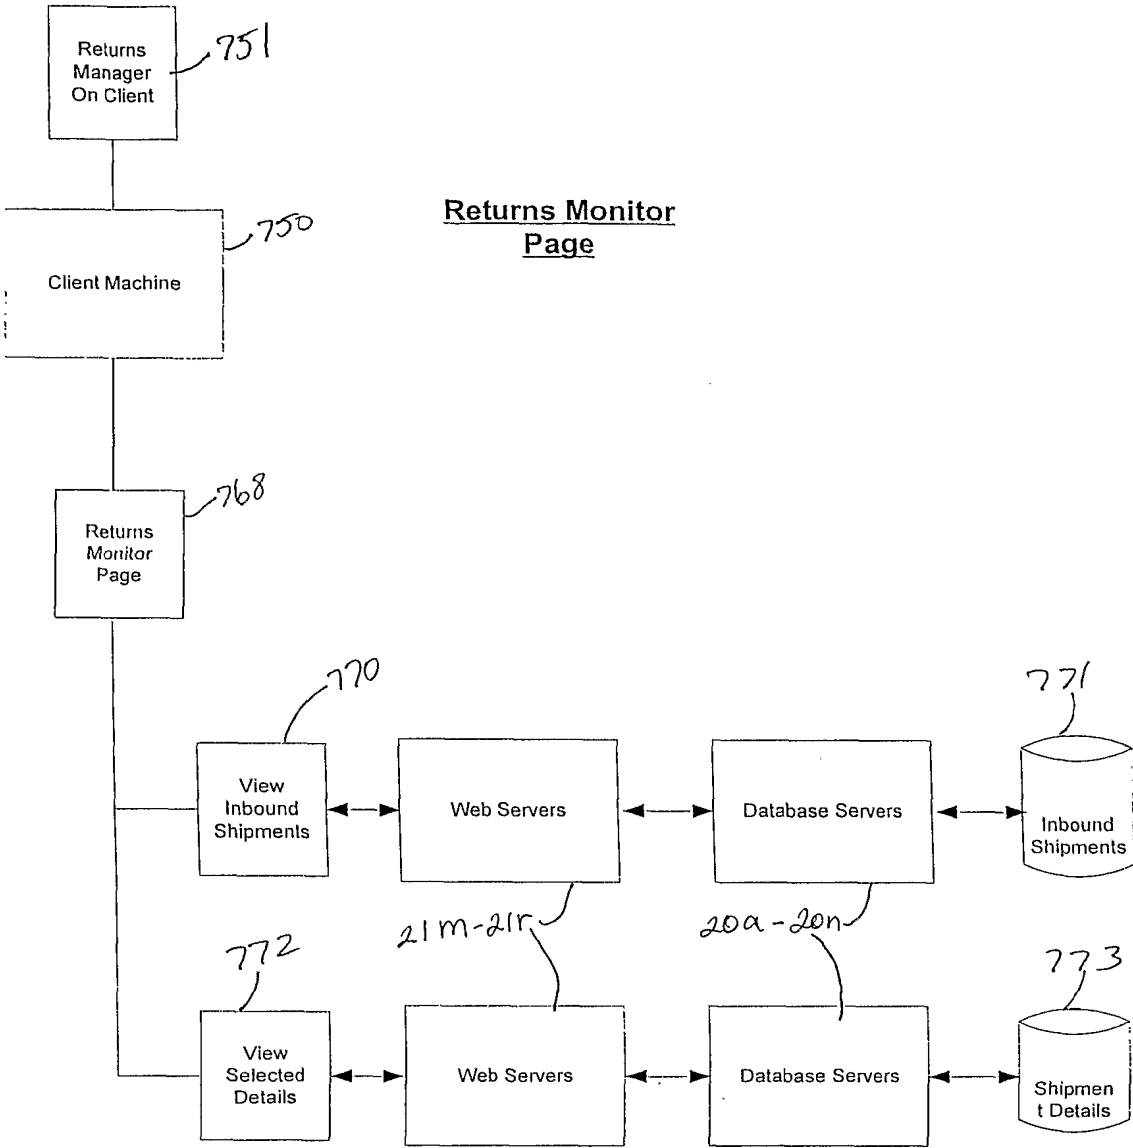 Returns
Manager
On Client
751
Client Machine
750
Returns Monitor
Page
Returns
Monitor
Page
768
770
771
View
Inbound
Shipments
Web Servers
Database Servers
Inbound
Shipments
21m-21r
20a-20n
772
773
View
Selected
Details
Web Servers
Database Servers
Shipmen
t Details